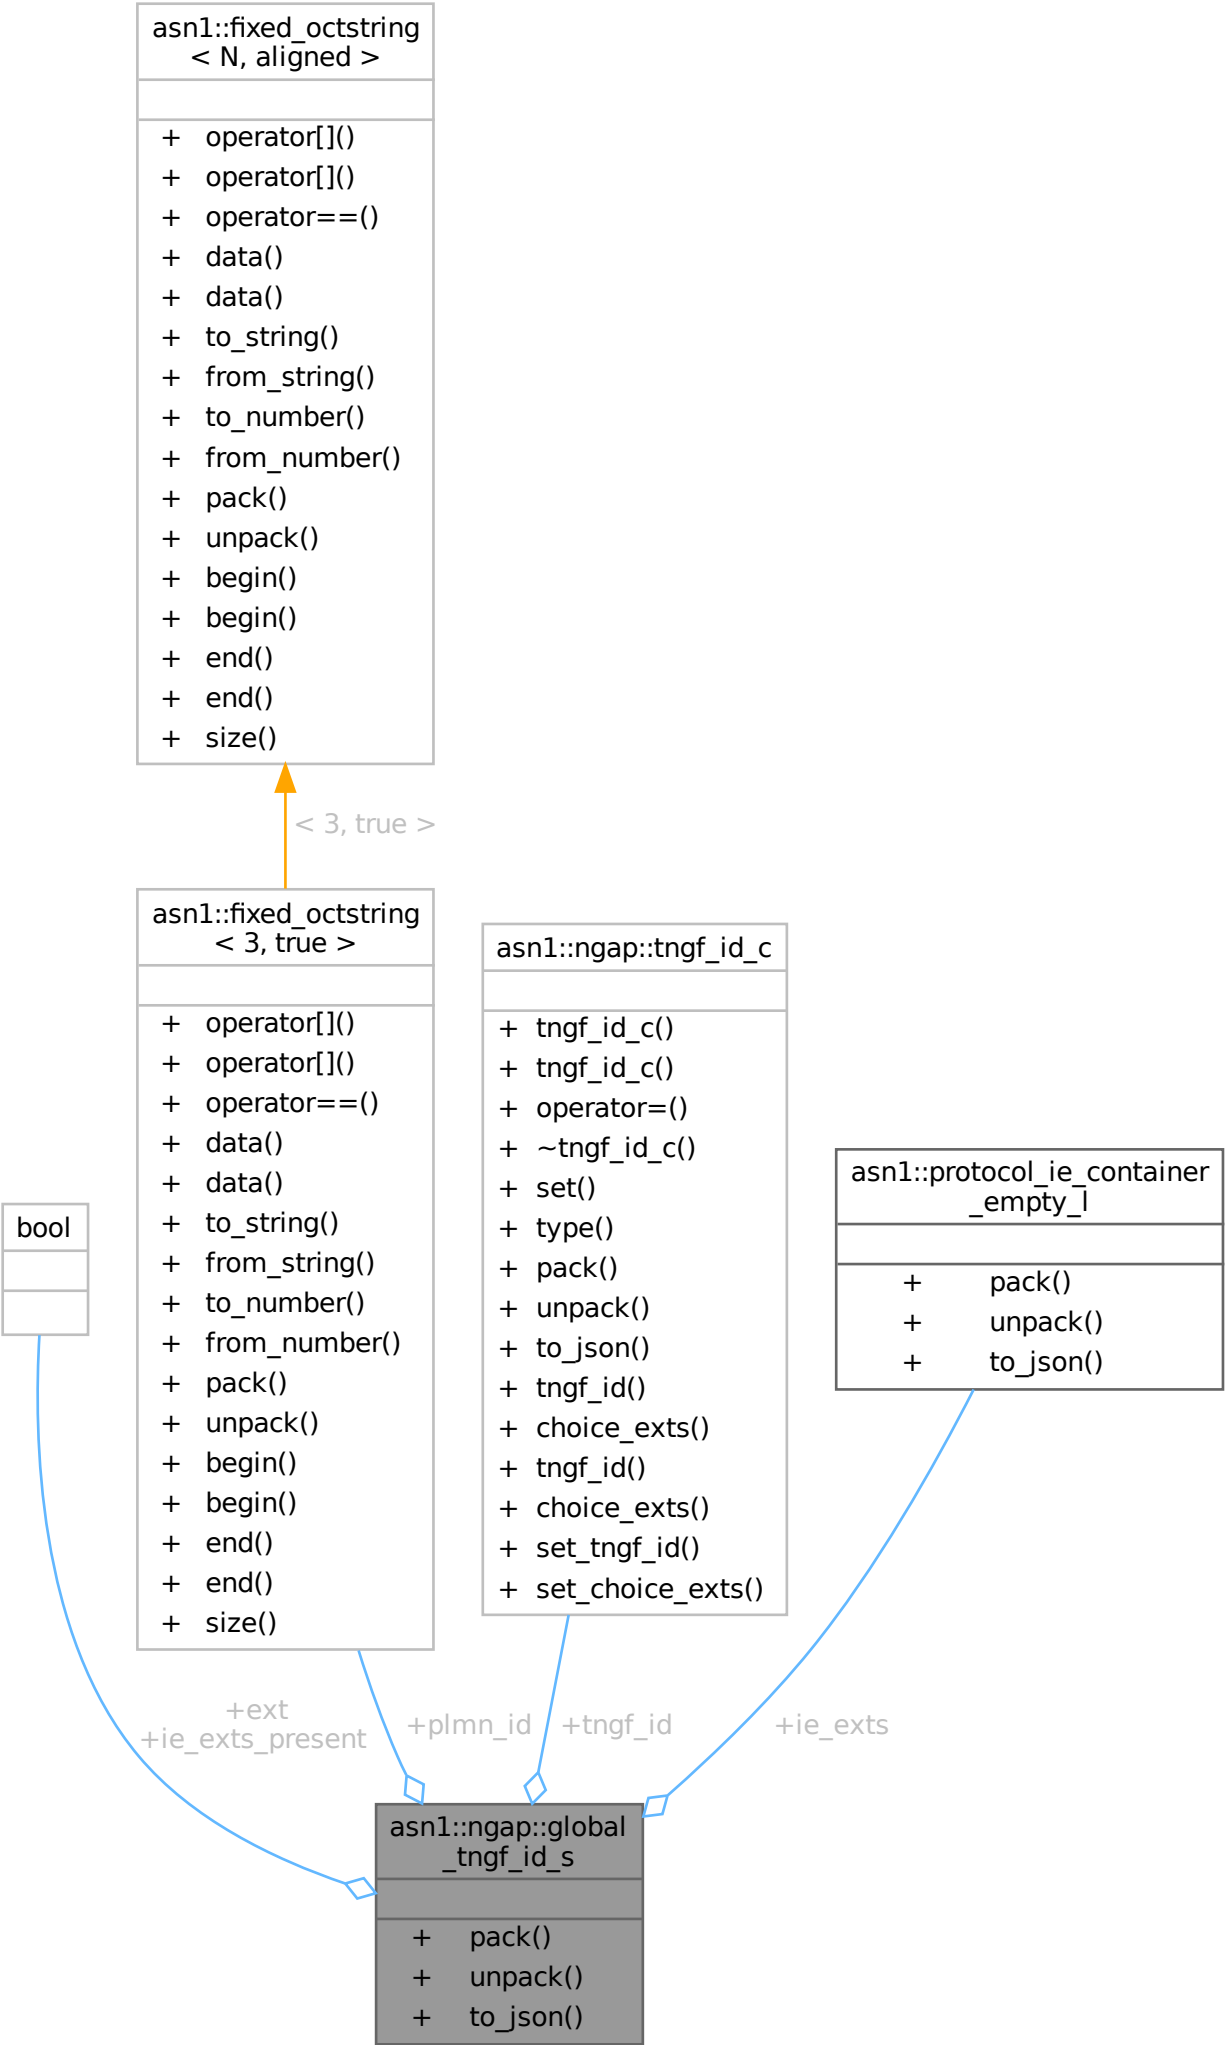 asn1::fixed_octstring
< N, aligned >
+ operator[]()
+ operator[]()
+ operator==()
+ data()
+ data()
+ to_string()
+ from_string()
+ to_number()
+ from_number()
+ pack()
+ unpack()
+ begin()
+ begin()
+ end()
+ end()
+ size()
< 3, true >
asn1::fixed_octstring
< 3, true >
+ operator[]()
+ operator[]()
+ operator==()
+ data()
+ data()
+ to_string()
+ from_string()
+ to_number()
+ from_number()
+ pack()
+ unpack()
+ begin()
+ begin()
+ end()
+ end()
+ size()
asn1::ngap::tngf_id_c
+ tngf_id_c()
+ tngf_id_c()
+ operator=()
+ ~tngf_id_c()
+ set()
+ type()
+ pack()
+ unpack()
+ to_json()
+ tngf_id()
+ choice_exts()
+ tngf_id()
+ choice_exts()
+ set_tngf_id()
+ set_choice_exts()
asn1::protocol_ie_container
_empty_l
+ pack()
+ unpack()
+ to_json()
bool
+ext
+ie_exts_present
+plmn_id
+tngf_id
+ie_exts
asn1::ngap::global
_tngf_id_s
+ pack()
+ unpack()
+ to_json()